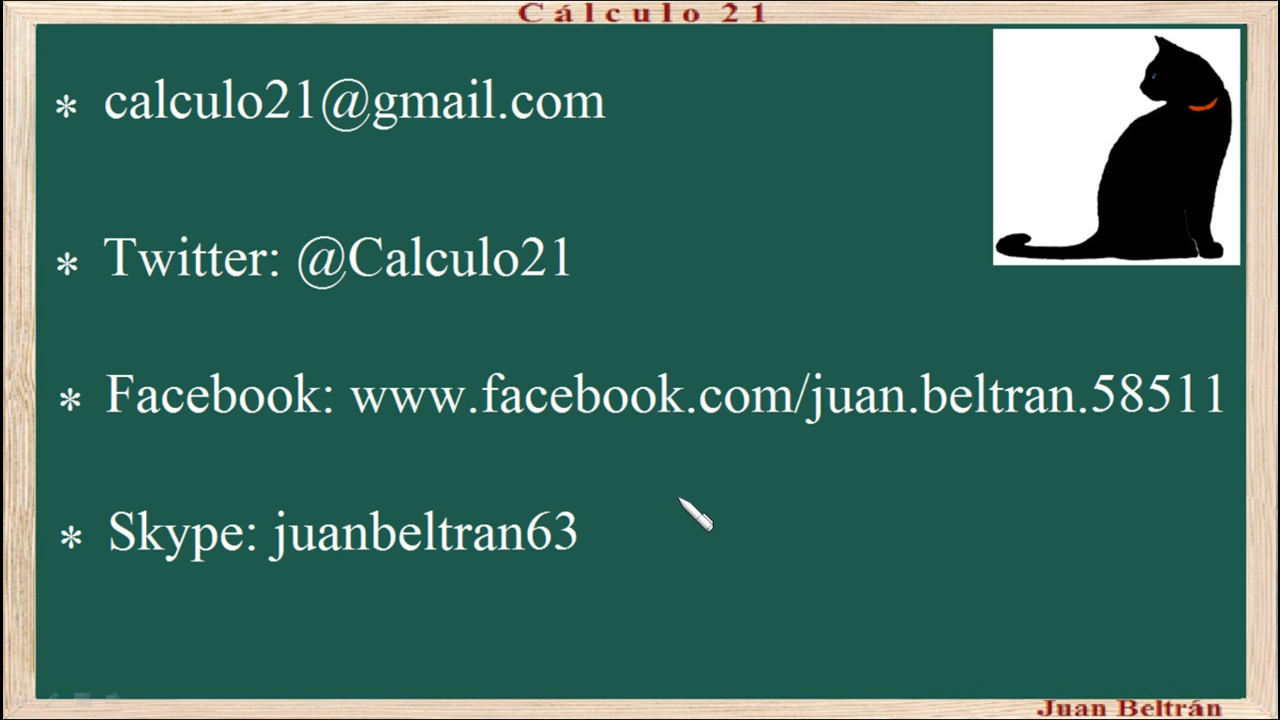 Cálculo 21
* calculo21@gmail.com
* Twitter: @Calculo21
* Facebook: www.facebook.com/juan.beltran.58511
* Skype: juanbeltran63
Juan Beltrán